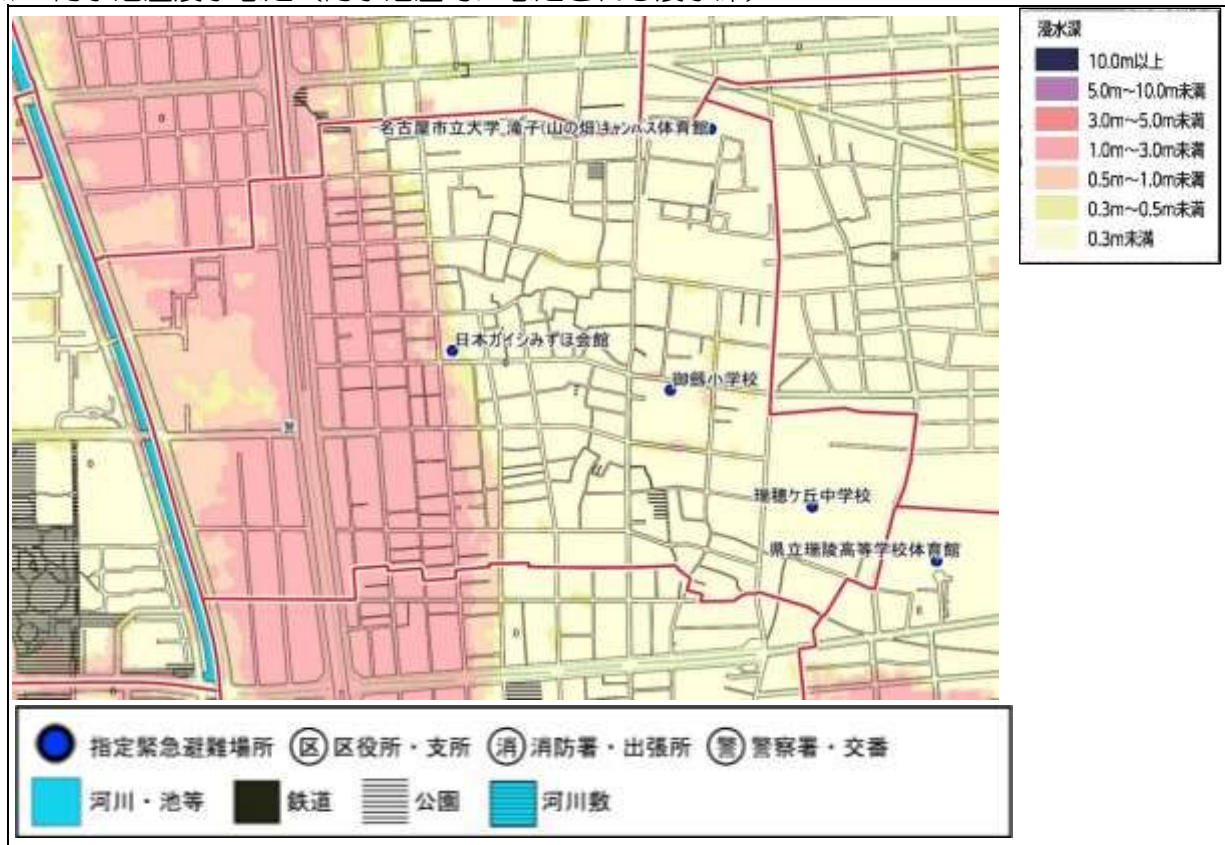 浸水深
10.0m以上
5.0m～10.0m未満
3.0m～5.0m未満
1.0m～3.0m未満
0.5m～1.0m未満
0.3m～0.5m未満
0.3m未満
名古屋市立大学_滝子(山の畑)キャンパス体育館
日本ガイシみずほ会館
御劔小学校
瑞穂ケ丘中学校
県立瑞陵高等学校体育館
指定緊急避難場所 区 区役所・支所 消 消防署・出張所 警 警察署・交番
河川・池等 鉄道 公園 河川敷